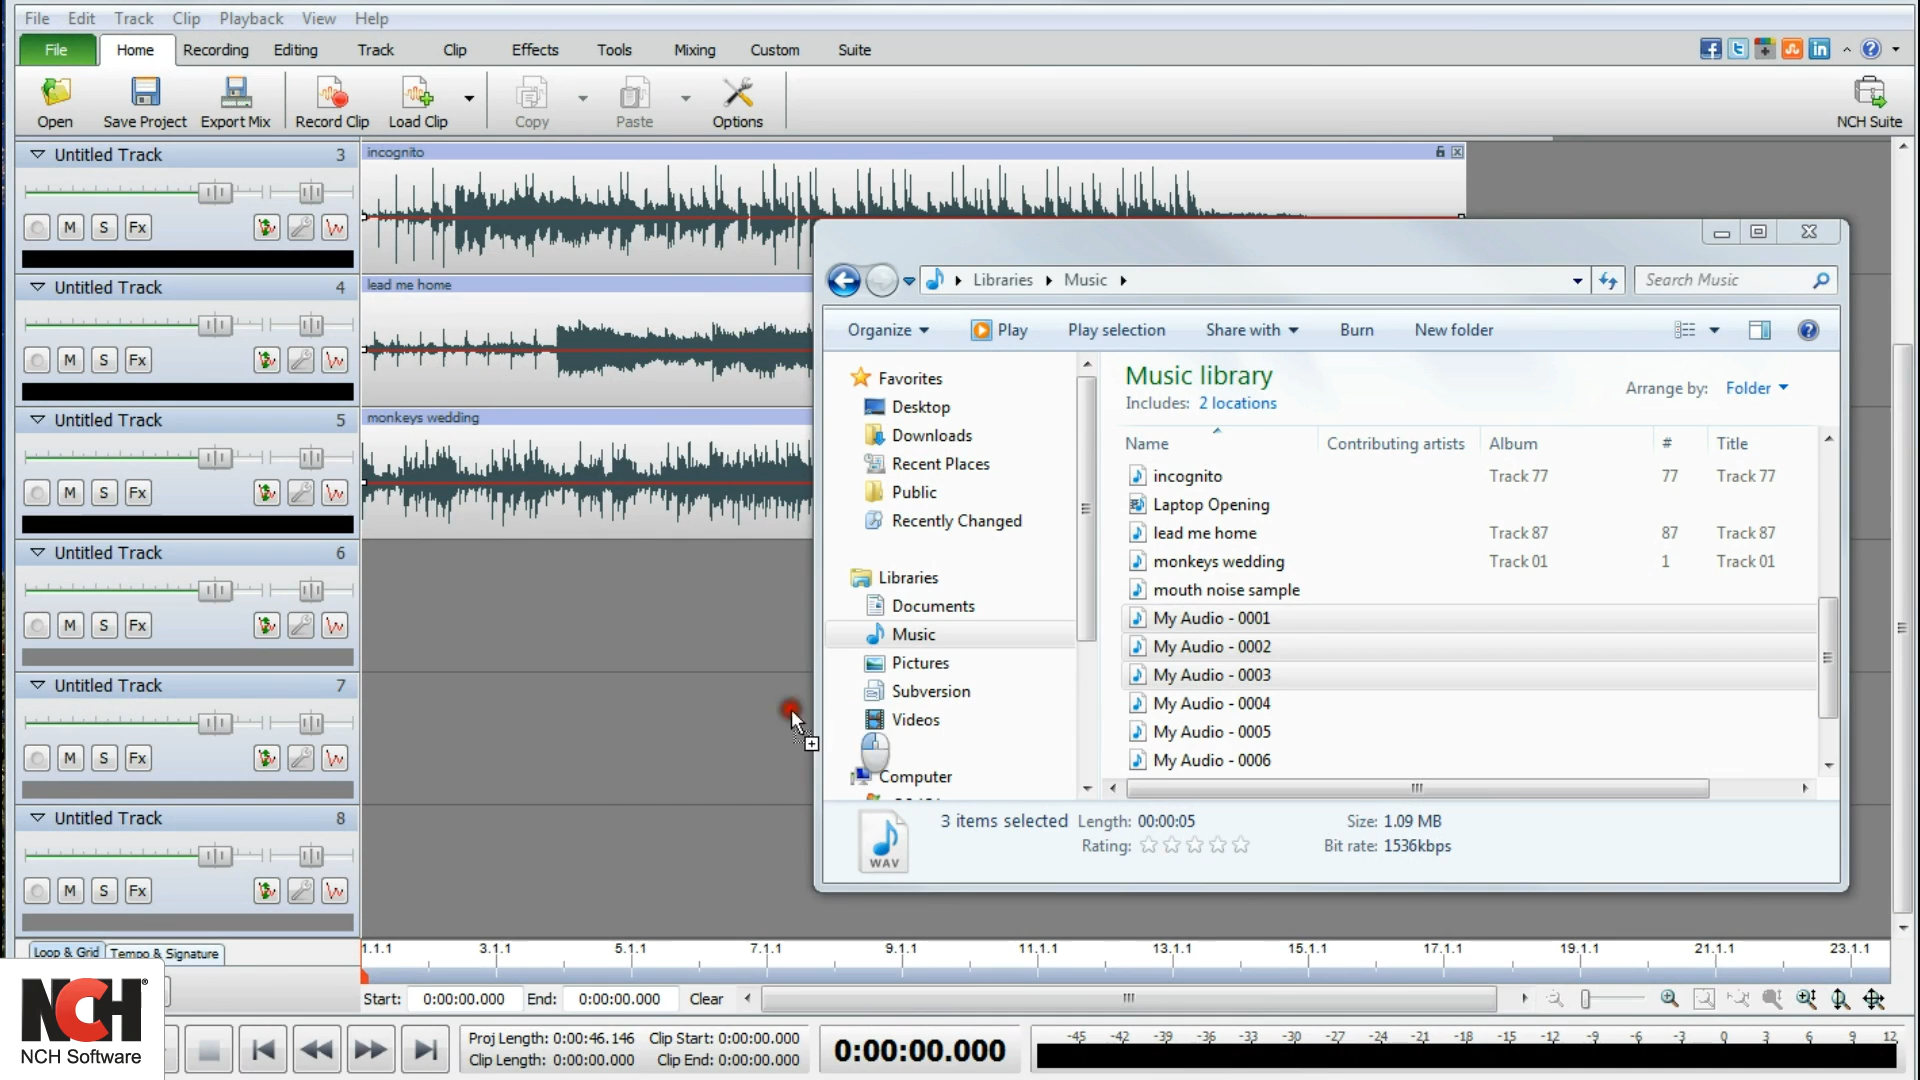 File Edit Track Clip Playback View Help
File Home Recording Editing Track Clip Effects Tools Mixing Custom Suite
Open Save Project Export Mix Record Clip Load Clip Copy Paste Options NCH Suite
Untitled Track 3
incognito
M S Fx
Untitled Track 4
lead me home
M S Fx
Untitled Track 5
monkeys wedding
M S Fx
Untitled Track 6
M S Fx
Untitled Track 7
M S Fx
Untitled Track 8
M S Fx
Libraries Music Search Music
Organize Play Play selection Share with Burn New folder
Favorites
Desktop
Downloads
Recent Places
Public
Recently Changed
Libraries
Documents
Music
Pictures
Subversion
Videos
Computer
Music library
Includes: 2 locations
Arrange by: Folder
Name Contributing artists Album # Title
incognito Track 77 77 Track 77
Laptop Opening
lead me home Track 87 87 Track 87
monkeys wedding Track 01 1 Track 01
mouth noise sample
My Audio - 0001
My Audio - 0002
My Audio - 0003
My Audio - 0004
My Audio - 0005
My Audio - 0006
WAV
3 items selected Length: 00:00:05 Size: 1.09 MB
Rating: Bit rate: 1536kbps
Loop & Grid Tempo & Signature
1.1.1 3.1.1 5.1.1 7.1.1 9.1.1 11.1.1 13.1.1 15.1.1 17.1.1 19.1.1 21.1.1 23.1.1
Start: 0:00:00.000 End: 0:00:00.000 Clear
NCH®
NCH Software
Proj Length: 0:00:46.146 Clip Start: 0:00:00.000
Clip Length: 0:00:00.000 Clip End: 0:00:00.000
0:00:00.000
-45 -42 -39 -36 -33 -30 -27 -24 -21 -18 -15 -12 -9 -6 -3 0 3 6 9 12